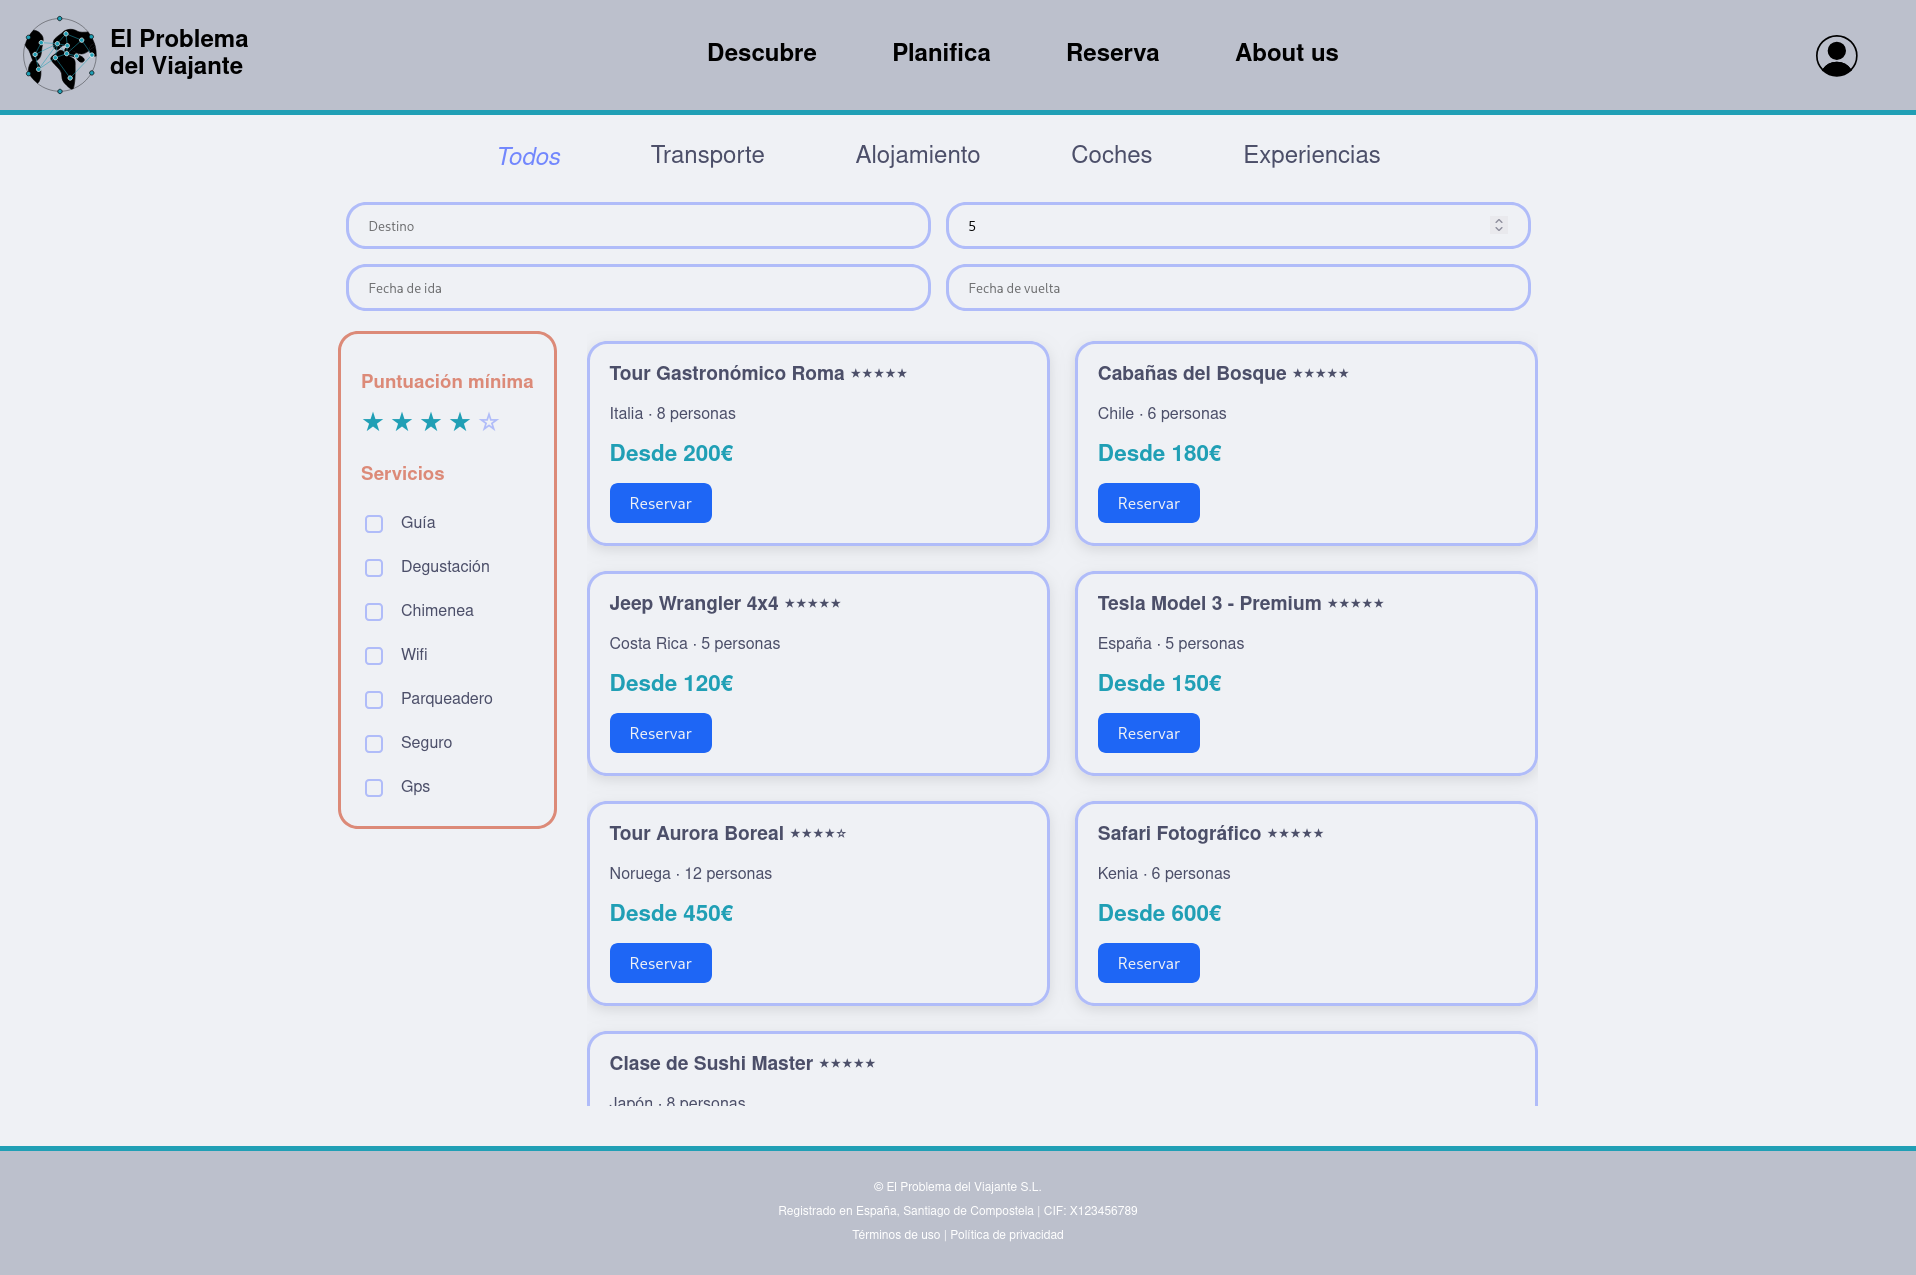 El Problema
del Viajante
Descubre Planifica Reserva About us
Todos Transporte Alojamiento Coches Experiencias
Destino
5
Fecha de ida
Fecha de vuelta
Puntuación mínima
★ ★ ★ ★ ☆
Servicios
Guía
Degustación
Chimenea
Wifi
Parqueadero
Seguro
Gps
Tour Gastronómico Roma ★★★★★
Italia · 8 personas
Desde 200€
Reservar
Cabañas del Bosque ★★★★★
Chile · 6 personas
Desde 180€
Reservar
Jeep Wrangler 4x4 ★★★★★
Costa Rica · 5 personas
Desde 120€
Reservar
Tesla Model 3 - Premium ★★★★★
España · 5 personas
Desde 150€
Reservar
Tour Aurora Boreal ★★★★☆
Noruega · 12 personas
Desde 450€
Reservar
Safari Fotográfico ★★★★★
Kenia · 6 personas
Desde 600€
Reservar
Clase de Sushi Master ★★★★★
Japón · 8 personas
© El Problema del Viajante S.L.
Registrado en España, Santiago de Compostela | CIF: X123456789
Términos de uso | Política de privacidad